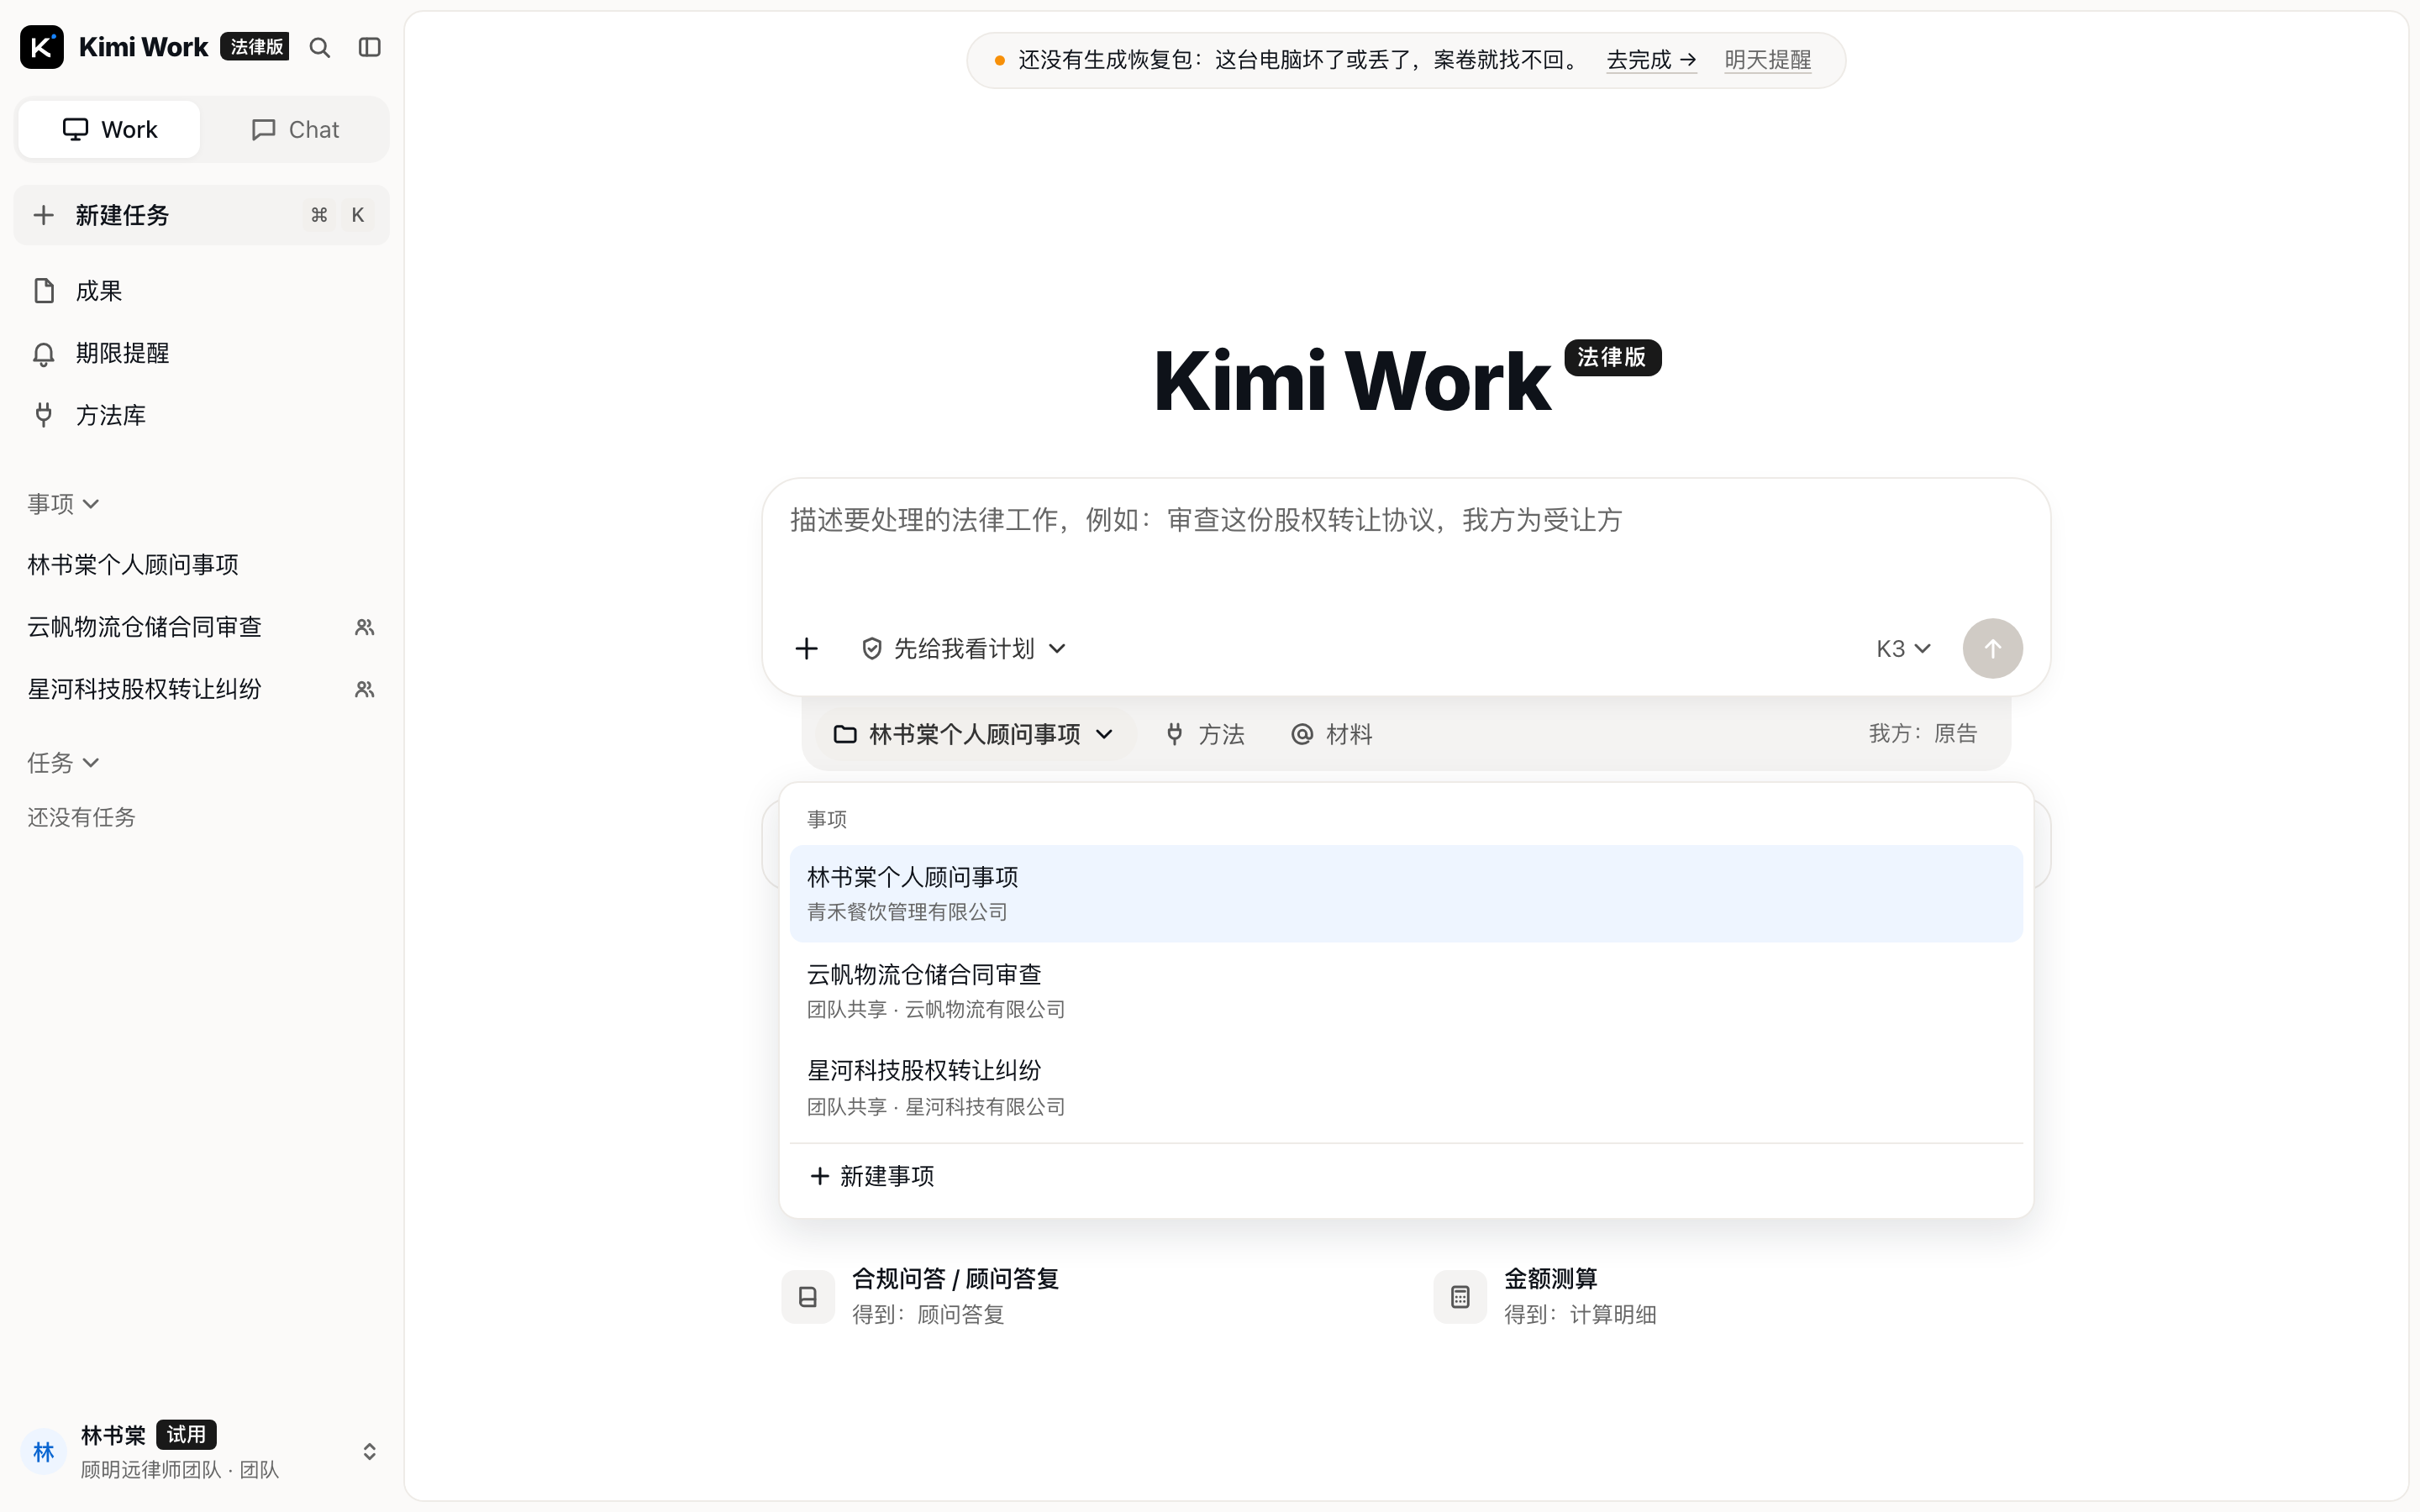 Kimi Work 法律版
Work
Chat
新建任务 ⌘ K
成果
期限提醒
方法库
事项
林书棠个人顾问事项
云帆物流仓储合同审查
星河科技股权转让纠纷
任务
还没有任务
林 林书棠 试用
顾明远律师团队 · 团队
还没有生成恢复包：这台电脑坏了或丢了，案卷就找不回。 去完成 → 明天提醒
Kimi Work 法律版
描述要处理的法律工作，例如：审查这份股权转让协议，我方为受让方
先给我看计划 K3
林书棠个人顾问事项 方法 材料 我方：原告
事项
林书棠个人顾问事项
青禾餐饮管理有限公司
云帆物流仓储合同审查
团队共享 · 云帆物流有限公司
星河科技股权转让纠纷
团队共享 · 星河科技有限公司
+ 新建事项
合规问答 / 顾问答复
得到：顾问答复
金额测算
得到：计算明细